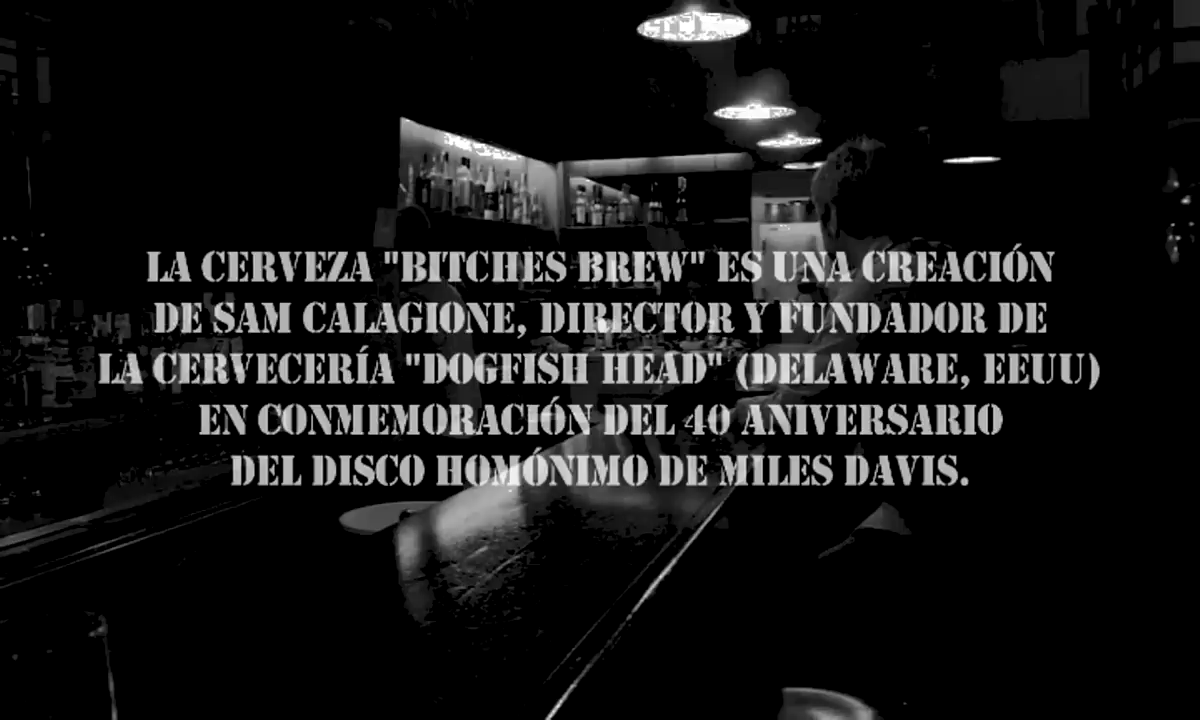 LA CERVEZA "BITCHES BREW" ES UNA CREACIÓN
DE SAM CALAGIONE, DIRECTOR Y FUNDADOR DE
LA CERVECERÍA "DOGFISH HEAD" (DELAWARE, EEUU)
EN CONMEMORACIÓN DEL 40 ANIVERSARIO
DEL DISCO HOMÓNIMO DE MILES DAVIS.